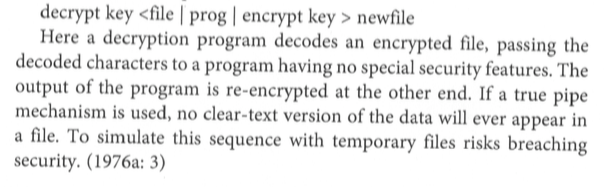 decrypt key <file | prog | encrypt key > newfile
Here a decryption program decodes an encrypted file, passing the
decoded characters to a program having no special security features. The
output of the program is re-encrypted at the other end. If a true pipe
mechanism is used, no clear-text version of the data will ever appear in
a file. To simulate this sequence with temporary files risks breaching
security. (1976a: 3)